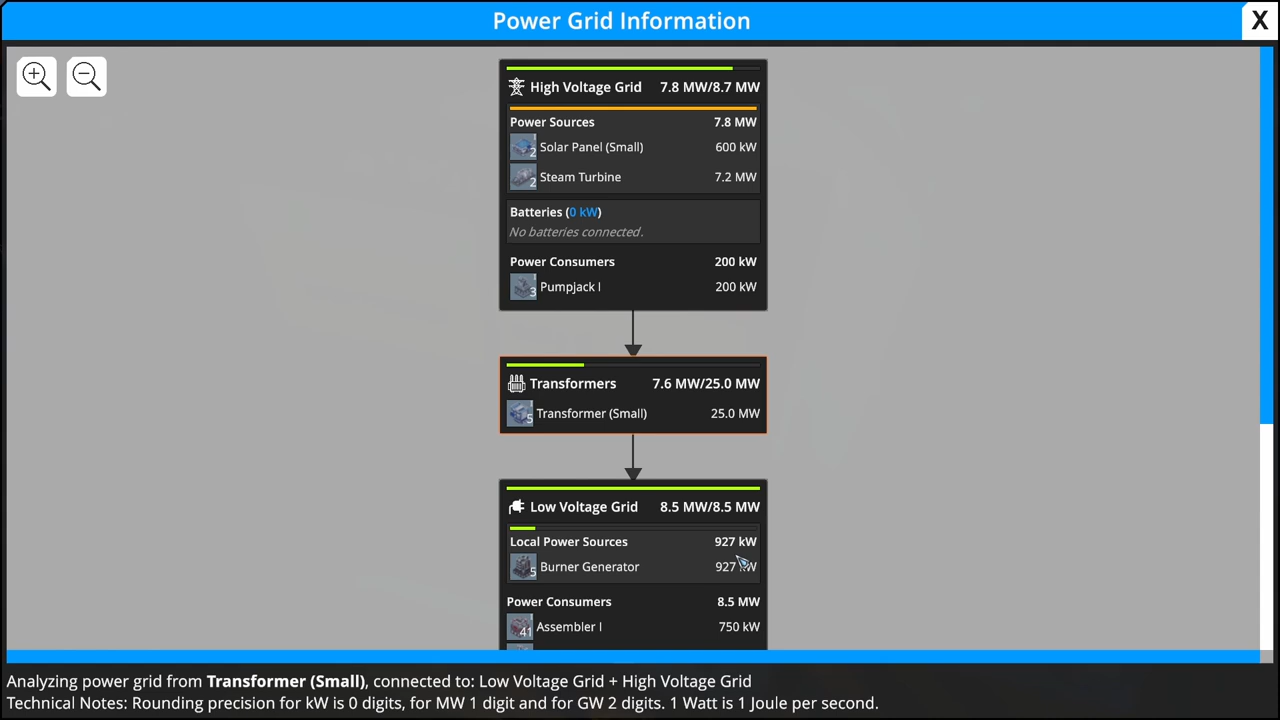 Power Grid Information
X
High Voltage Grid 7.8 MW/8.7 MW
Power Sources 7.8 MW
2 Solar Panel (Small) 600 kW
2 Steam Turbine 7.2 MW
Batteries (0 kW)
No batteries connected.
Power Consumers 200 kW
3 Pumpjack I 200 kW
Transformers 7.6 MW/25.0 MW
5 Transformer (Small) 25.0 MW
Low Voltage Grid 8.5 MW/8.5 MW
Local Power Sources 927 kW
5 Burner Generator 927
Power Consumers 8.5 MW
41 Assembler I 750 kW
Analyzing power grid from Transformer (Small), connected to: Low Voltage Grid + High Voltage Grid
Technical Notes: Rounding precision for kW is 0 digits, for MW 1 digit and for GW 2 digits. 1 Watt is 1 Joule per second.